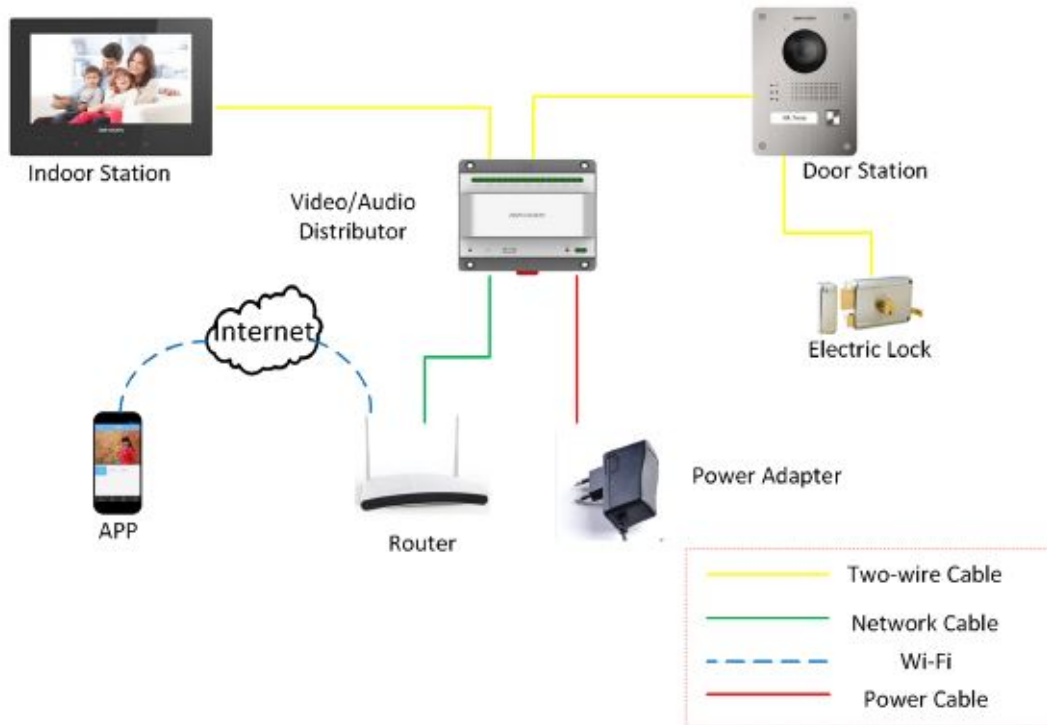 Indoor Station
Door Station
Video/Audio
Distributor
Internet
Electric Lock
Power Adapter
APP
Router
Two-wire Cable
Network Cable
Wi-Fi
Power Cable